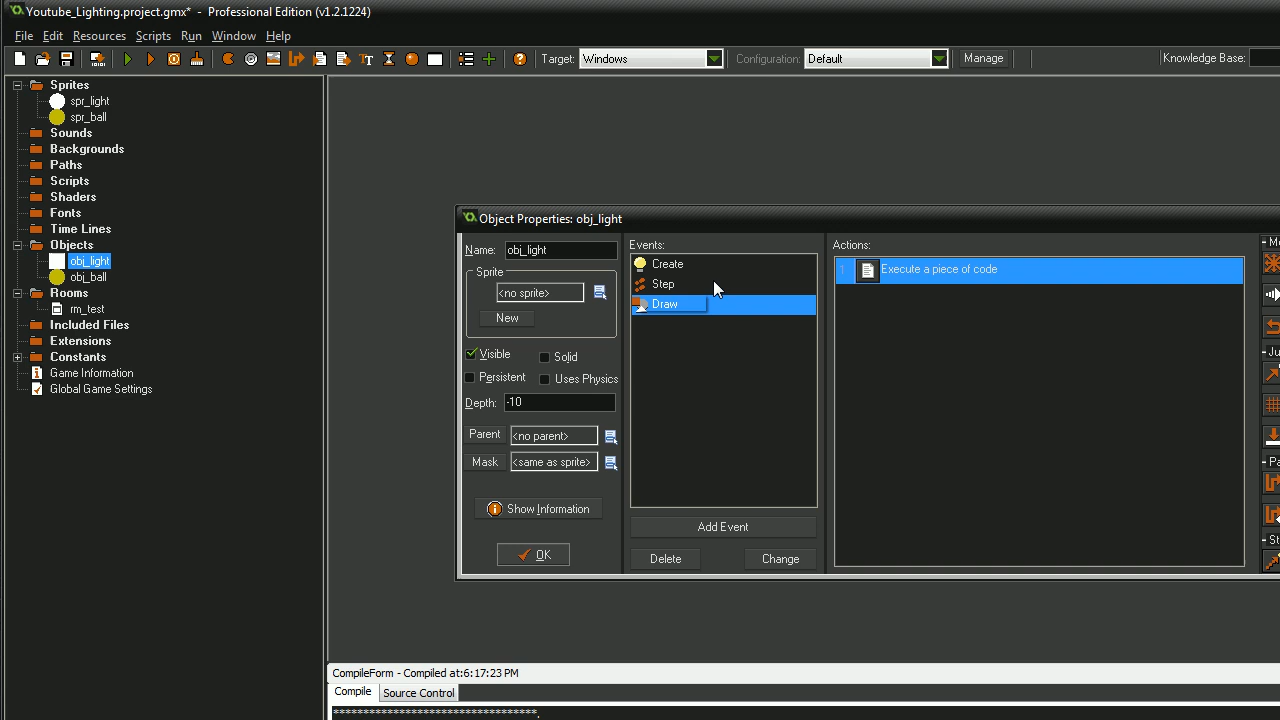 Youtube_Lighting.project.gmx* - Professional Edition (v1.2.1224)
File Edit Resources Scripts Run Window Help
Target: Windows Configuration: Default Manage Knowledge Base:
Sprites
spr_light
spr_ball
Sounds
Backgrounds
Paths
Scripts
Shaders
Fonts
Time Lines
Objects
obj_light
obj_ball
Rooms
rm_test
Included Files
Extensions
Constants
Game Information
Global Game Settings
Object Properties: obj_light
Name: obj_light
Sprite
<no sprite>
New
Visible Solid
Persistent Uses Physics
Depth: -10
Parent <no parent>
Mask <same as sprite>
Show Information
OK
Events:
Create
Step
Draw
Add Event
Delete Change
Actions:
1 Execute a piece of code
CompileForm - Compiled at:6:17:23 PM
Compile Source Control